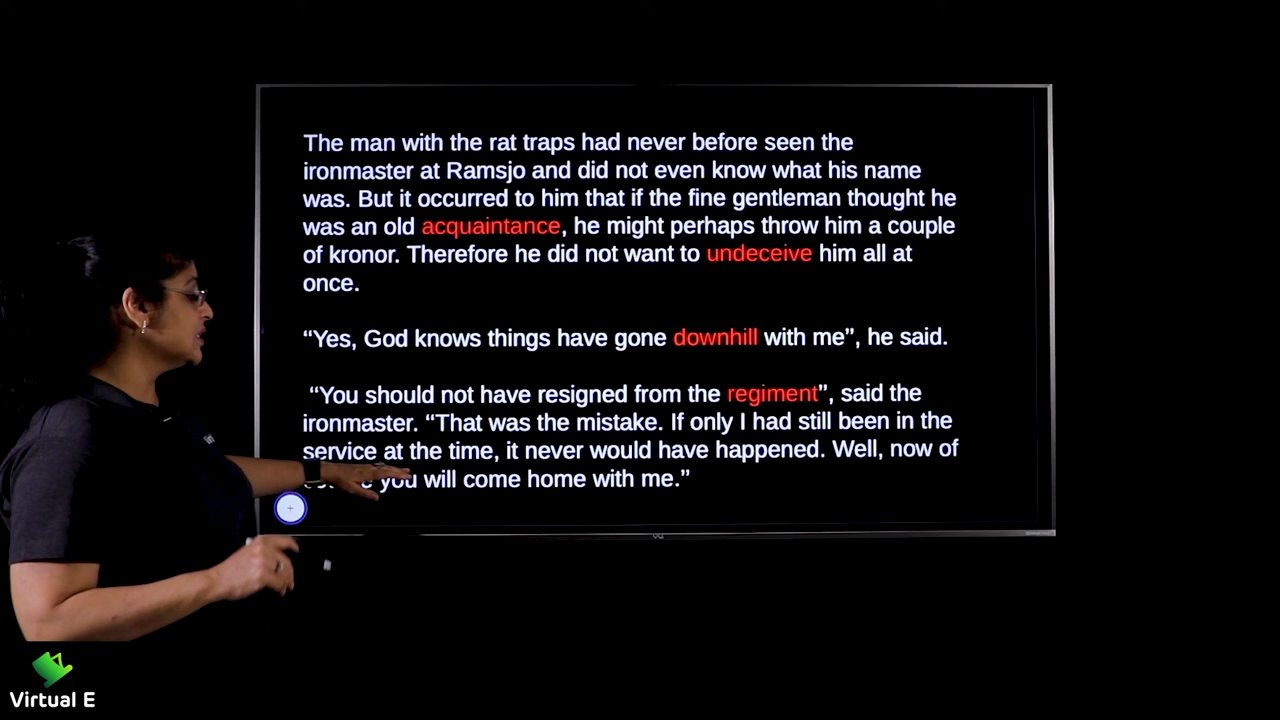 The man with the rat traps had never before seen the
ironmaster at Ramsjo and did not even know what his name
was. But it occurred to him that if the fine gentleman thought he
was an old acquaintance, he might perhaps throw him a couple
of kronor. Therefore he did not want to undeceive him all at
once.
“Yes, God knows things have gone downhill with me”, he said.
“You should not have resigned from the regiment”, said the
ironmaster. “That was the mistake. If only I had still been in the
service at the time, it never would have happened. Well, now of
you will come home with me.”
Virtual E